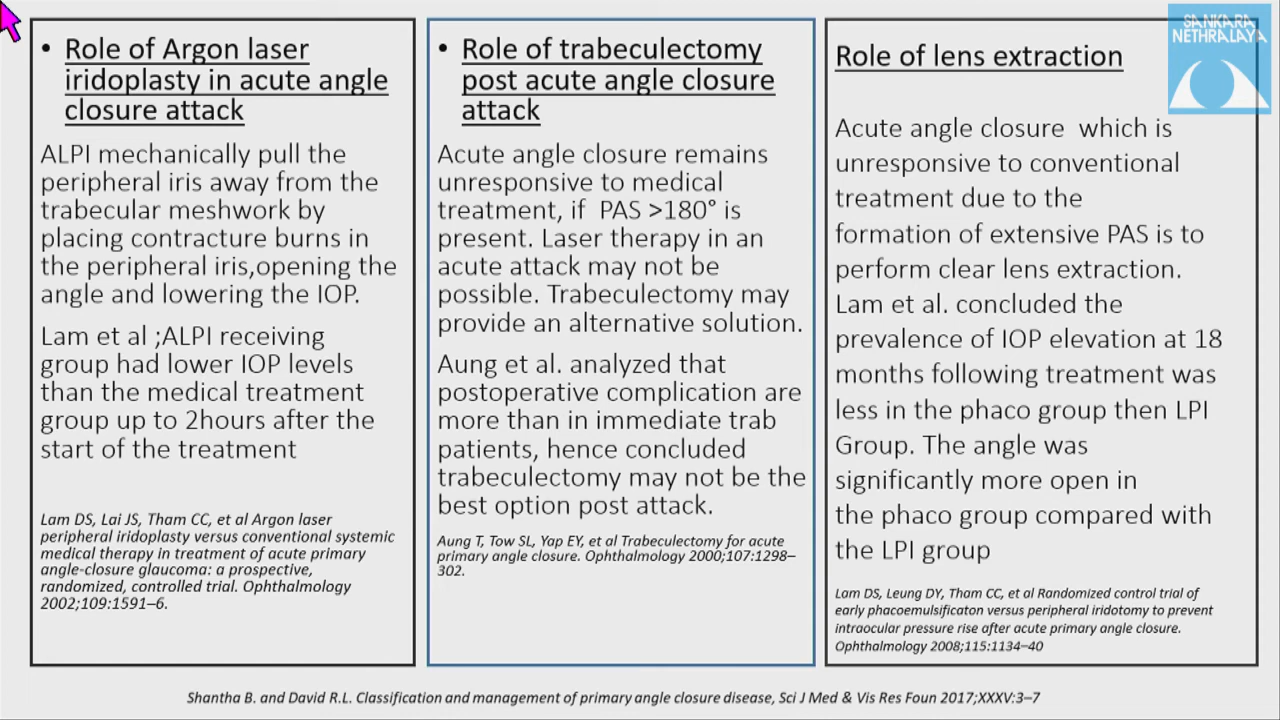 SANKARA
NETHRALAYA
• Role of Argon laser
iridoplasty in acute angle
closure attack
ALPI mechanically pull the
peripheral iris away from the
trabecular meshwork by
placing contracture burns in
the peripheral iris,opening the
angle and lowering the IOP.
Lam et al ;ALPI receiving
group had lower IOP levels
than the medical treatment
group up to 2hours after the
start of the treatment
Lam DS, Lai JS, Tham CC, et al Argon laser
peripheral iridoplasty versus conventional systemic
medical therapy in treatment of acute primary
angle-closure glaucoma: a prospective,
randomized, controlled trial. Ophthalmology
2002;109:1591–6.
• Role of trabeculectomy
post acute angle closure
attack
Acute angle closure remains
unresponsive to medical
treatment, if  PAS >180° is
present. Laser therapy in an
acute attack may not be
possible. Trabeculectomy may
provide an alternative solution.
Aung et al. analyzed that
postoperative complication are
more than in immediate trab
patients, hence concluded
trabeculectomy may not be the
best option post attack.
Aung T, Tow SL, Yap EY, et al Trabeculectomy for acute
primary angle closure. Ophthalmology 2000;107:1298–
302.
Role of lens extraction
Acute angle closure  which is
unresponsive to conventional
treatment due to the
formation of extensive PAS is to
perform clear lens extraction.
Lam et al. concluded the
prevalence of IOP elevation at 18
months following treatment was
less in the phaco group then LPI
Group. The angle was
significantly more open in
the phaco group compared with
the LPI group
Lam DS, Leung DY, Tham CC, et al Randomized control trial of
early phacoemulsificaton versus peripheral iridotomy to prevent
intraocular pressure rise after acute primary angle closure.
Ophthalmology 2008;115:1134–40
Shantha B. and David R.L. Classification and management of primary angle closure disease, Sci J Med & Vis Res Foun 2017;XXXV:3–7